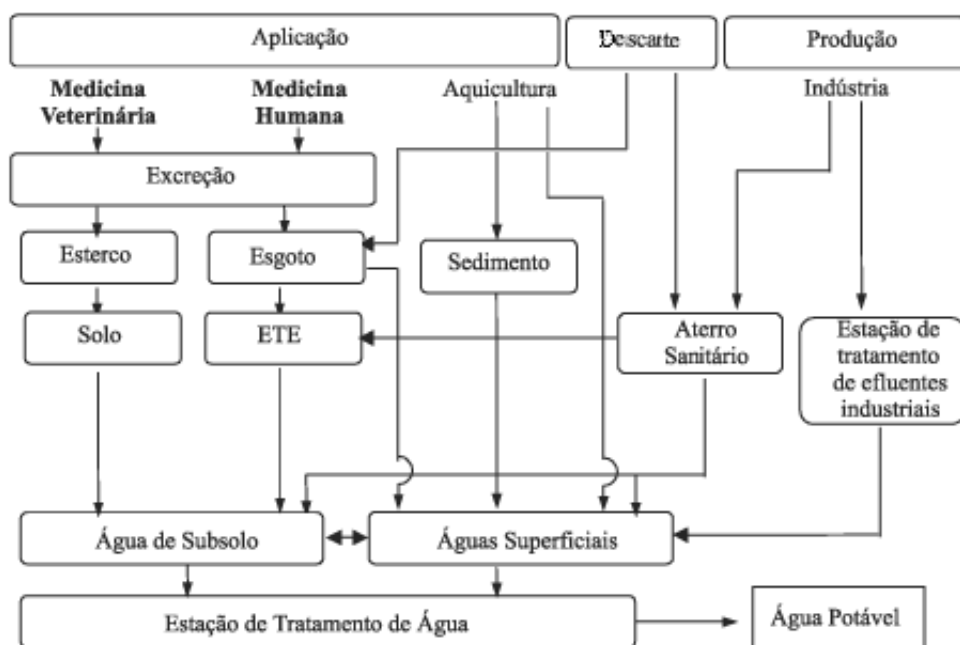 Aplicação
Descarte
Produção
Medicina
Veterinária
Medicina
Humana
Aquicultura
Indústria
Excreção
Esterco
Esgoto
Sedimento
Solo
ETE
Aterro
Sanitário
Estação de
tratamento
de efluentes
industriais
Água de Subsolo
Águas Superficiais
Estação de Tratamento de Água
Água Potável